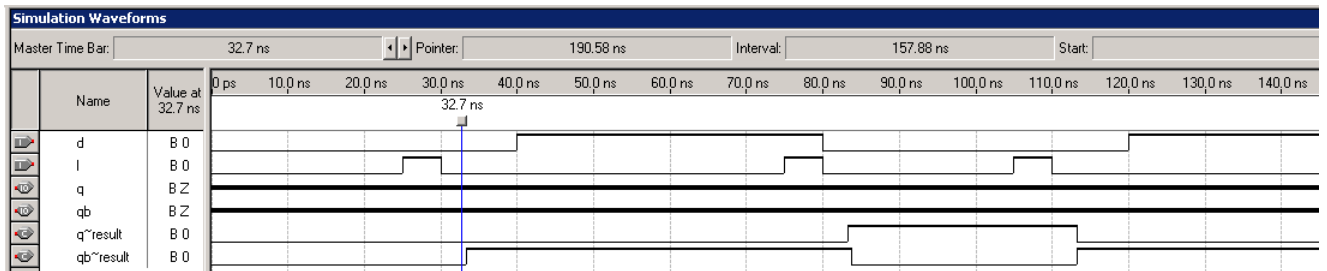 Simulation Waveforms
Master Time Bar: 32.7 ns Pointer: 190.58 ns Interval: 157.88 ns Start:
Name Value at 32.7 ns 0 ps 10.0 ns 20.0 ns 30.0 ns 40.0 ns 50.0 ns 60.0 ns 70.0 ns 80.0 ns 90.0 ns 100.0 ns 110.0 ns 120.0 ns 130.0 ns 140.0 ns
32.7 ns
d B 0
l B 0
q B Z
qb B Z
q~result B 0
qb~result B 0